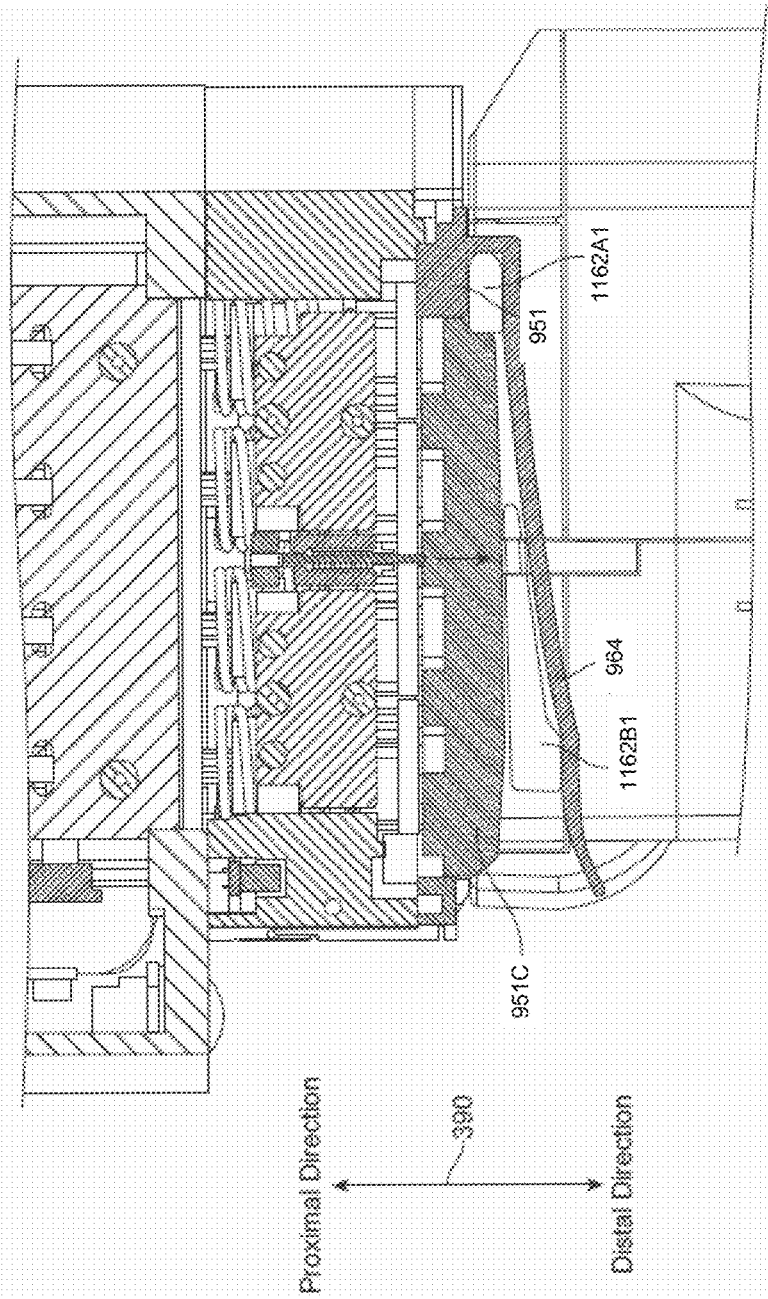 Proximal Direction
390
Distal Direction
951C
1162B1
964
951
1162A1